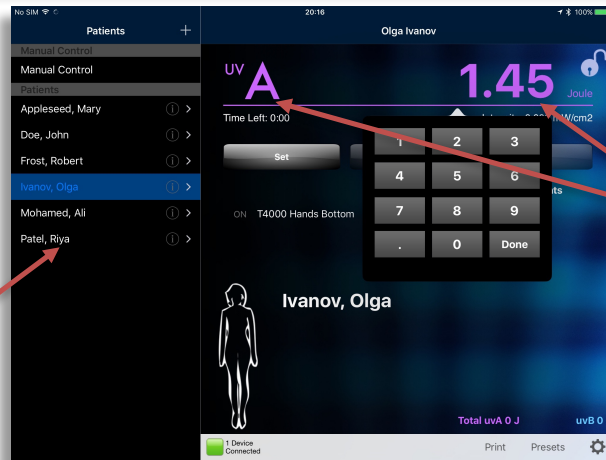 No SIM
20:16
100%
Patients
+
Olga Ivanov
Manual Control
Manual Control
Patients
Appleseed, Mary
Doe, John
Frost, Robert
Ivanov, Olga
Mohamed, Ali
Patel, Riya
UV A
1.45
Joule
Time Left: 0:00
W/cm2
Set
1 2 3
4 5 6
7 8 9
. 0 Done
ts
ON T4000 Hands Bottom
Ivanov, Olga
Total uvA 0 J
uvB 0
1 Device
Connected
Print
Presets